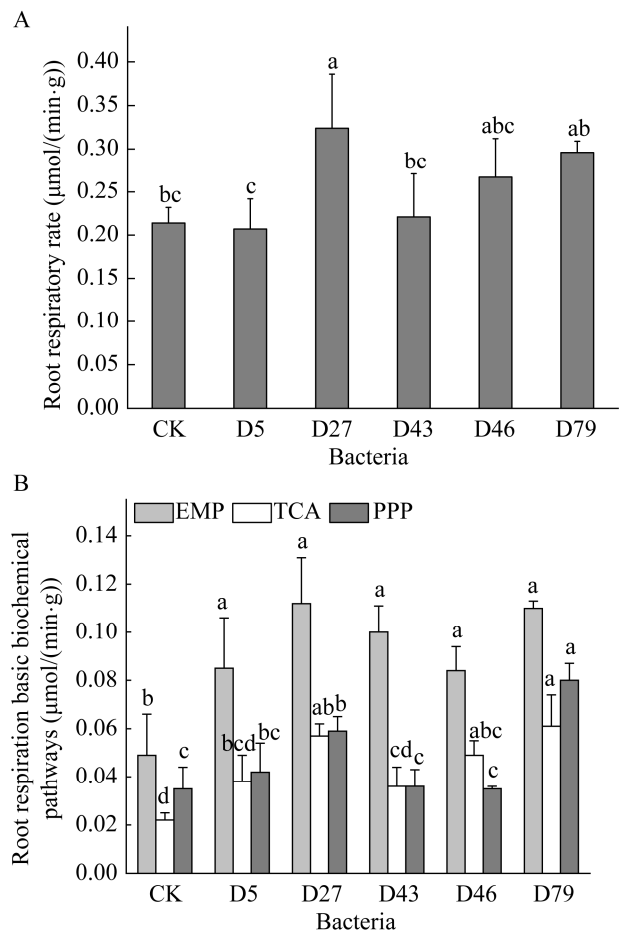 A
Root respiratory rate (μmol/(min·g))
0.40
0.35
0.30
0.25
0.20
0.15
0.10
0.05
0.00
bc
c
a
bc
abc
ab
CK D5 D27 D43 D46 D79
Bacteria
B
EMP TCA PPP
Root respiration basic biochemical
pathways (μmol/(min·g))
0.14
0.12
0.10
0.08
0.06
0.04
0.02
0.00
b d c
a bcd bc
a ab b
a cd c
a abc c
a a a
CK D5 D27 D43 D46 D79
Bacteria